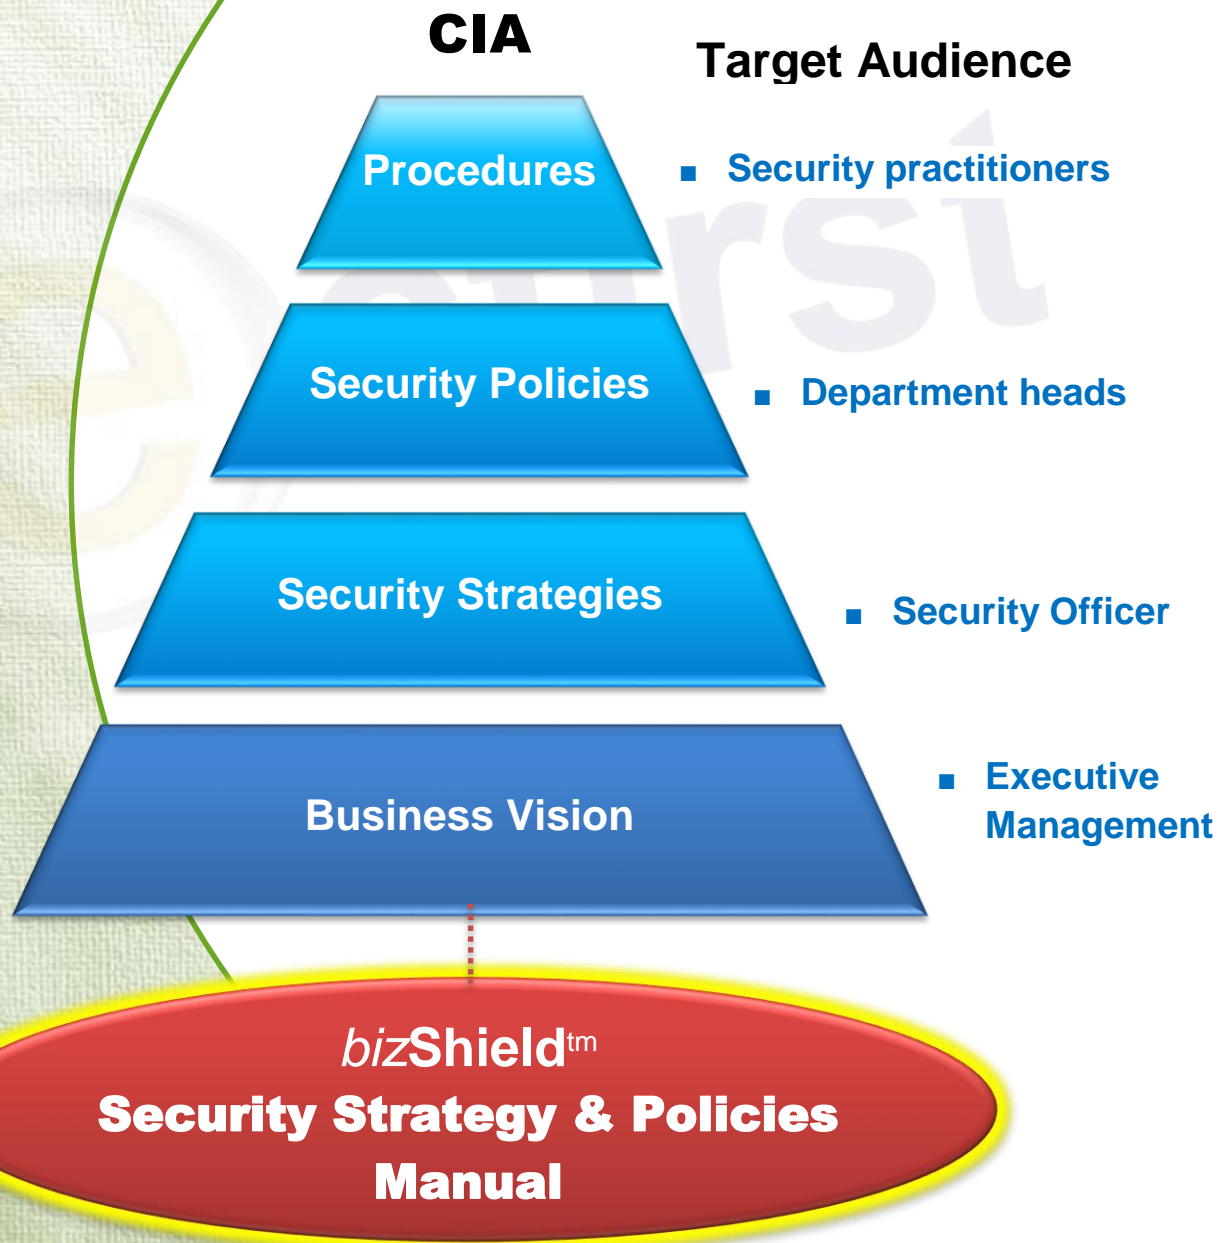 CIA
Target Audience
Procedures
■ Security practitioners
Security Policies
■ Department heads
Security Strategies
■ Security Officer
Business Vision
■ Executive
Management
bizShieldtm
Security Strategy & Policies
Manual